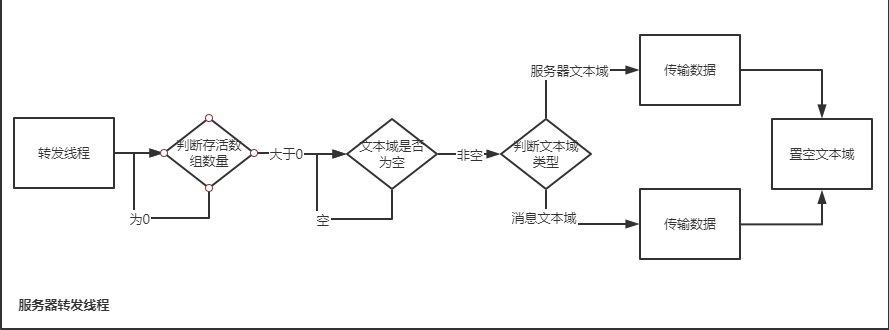 转发线程
判断存活数
组数量
为0
大于0
文本域是否
为空
空
非空
判断文本域
类型
服务器文本域
消息文本域
传输数据
传输数据
置空文本域
服务器转发线程